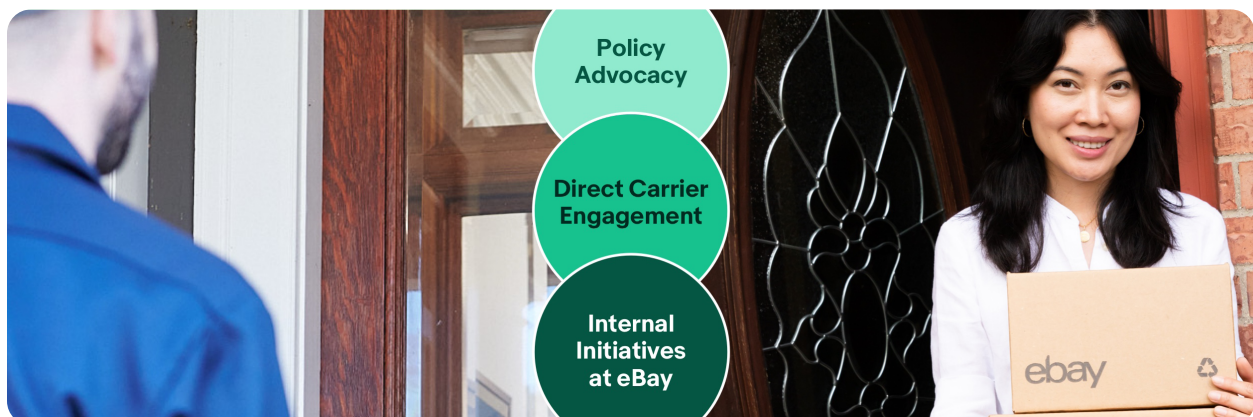 Policy
Advocacy
Direct Carrier
Engagement
Internal
Initiatives
at eBay
ebay